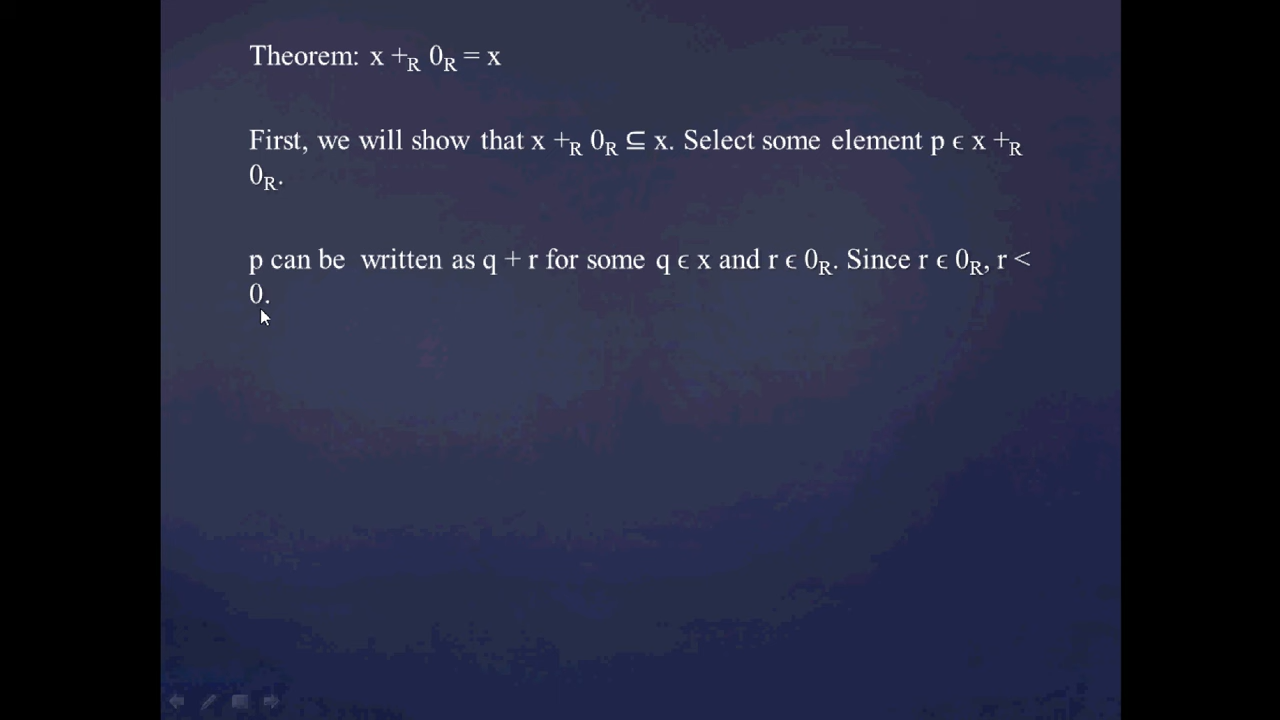 Theorem: x +R 0R = x
First, we will show that x +R 0R ⊆ x. Select some element p ϵ x +R
0R.
p can be written as q + r for some q ϵ x and r ϵ 0R. Since r ϵ 0R, r <
0.